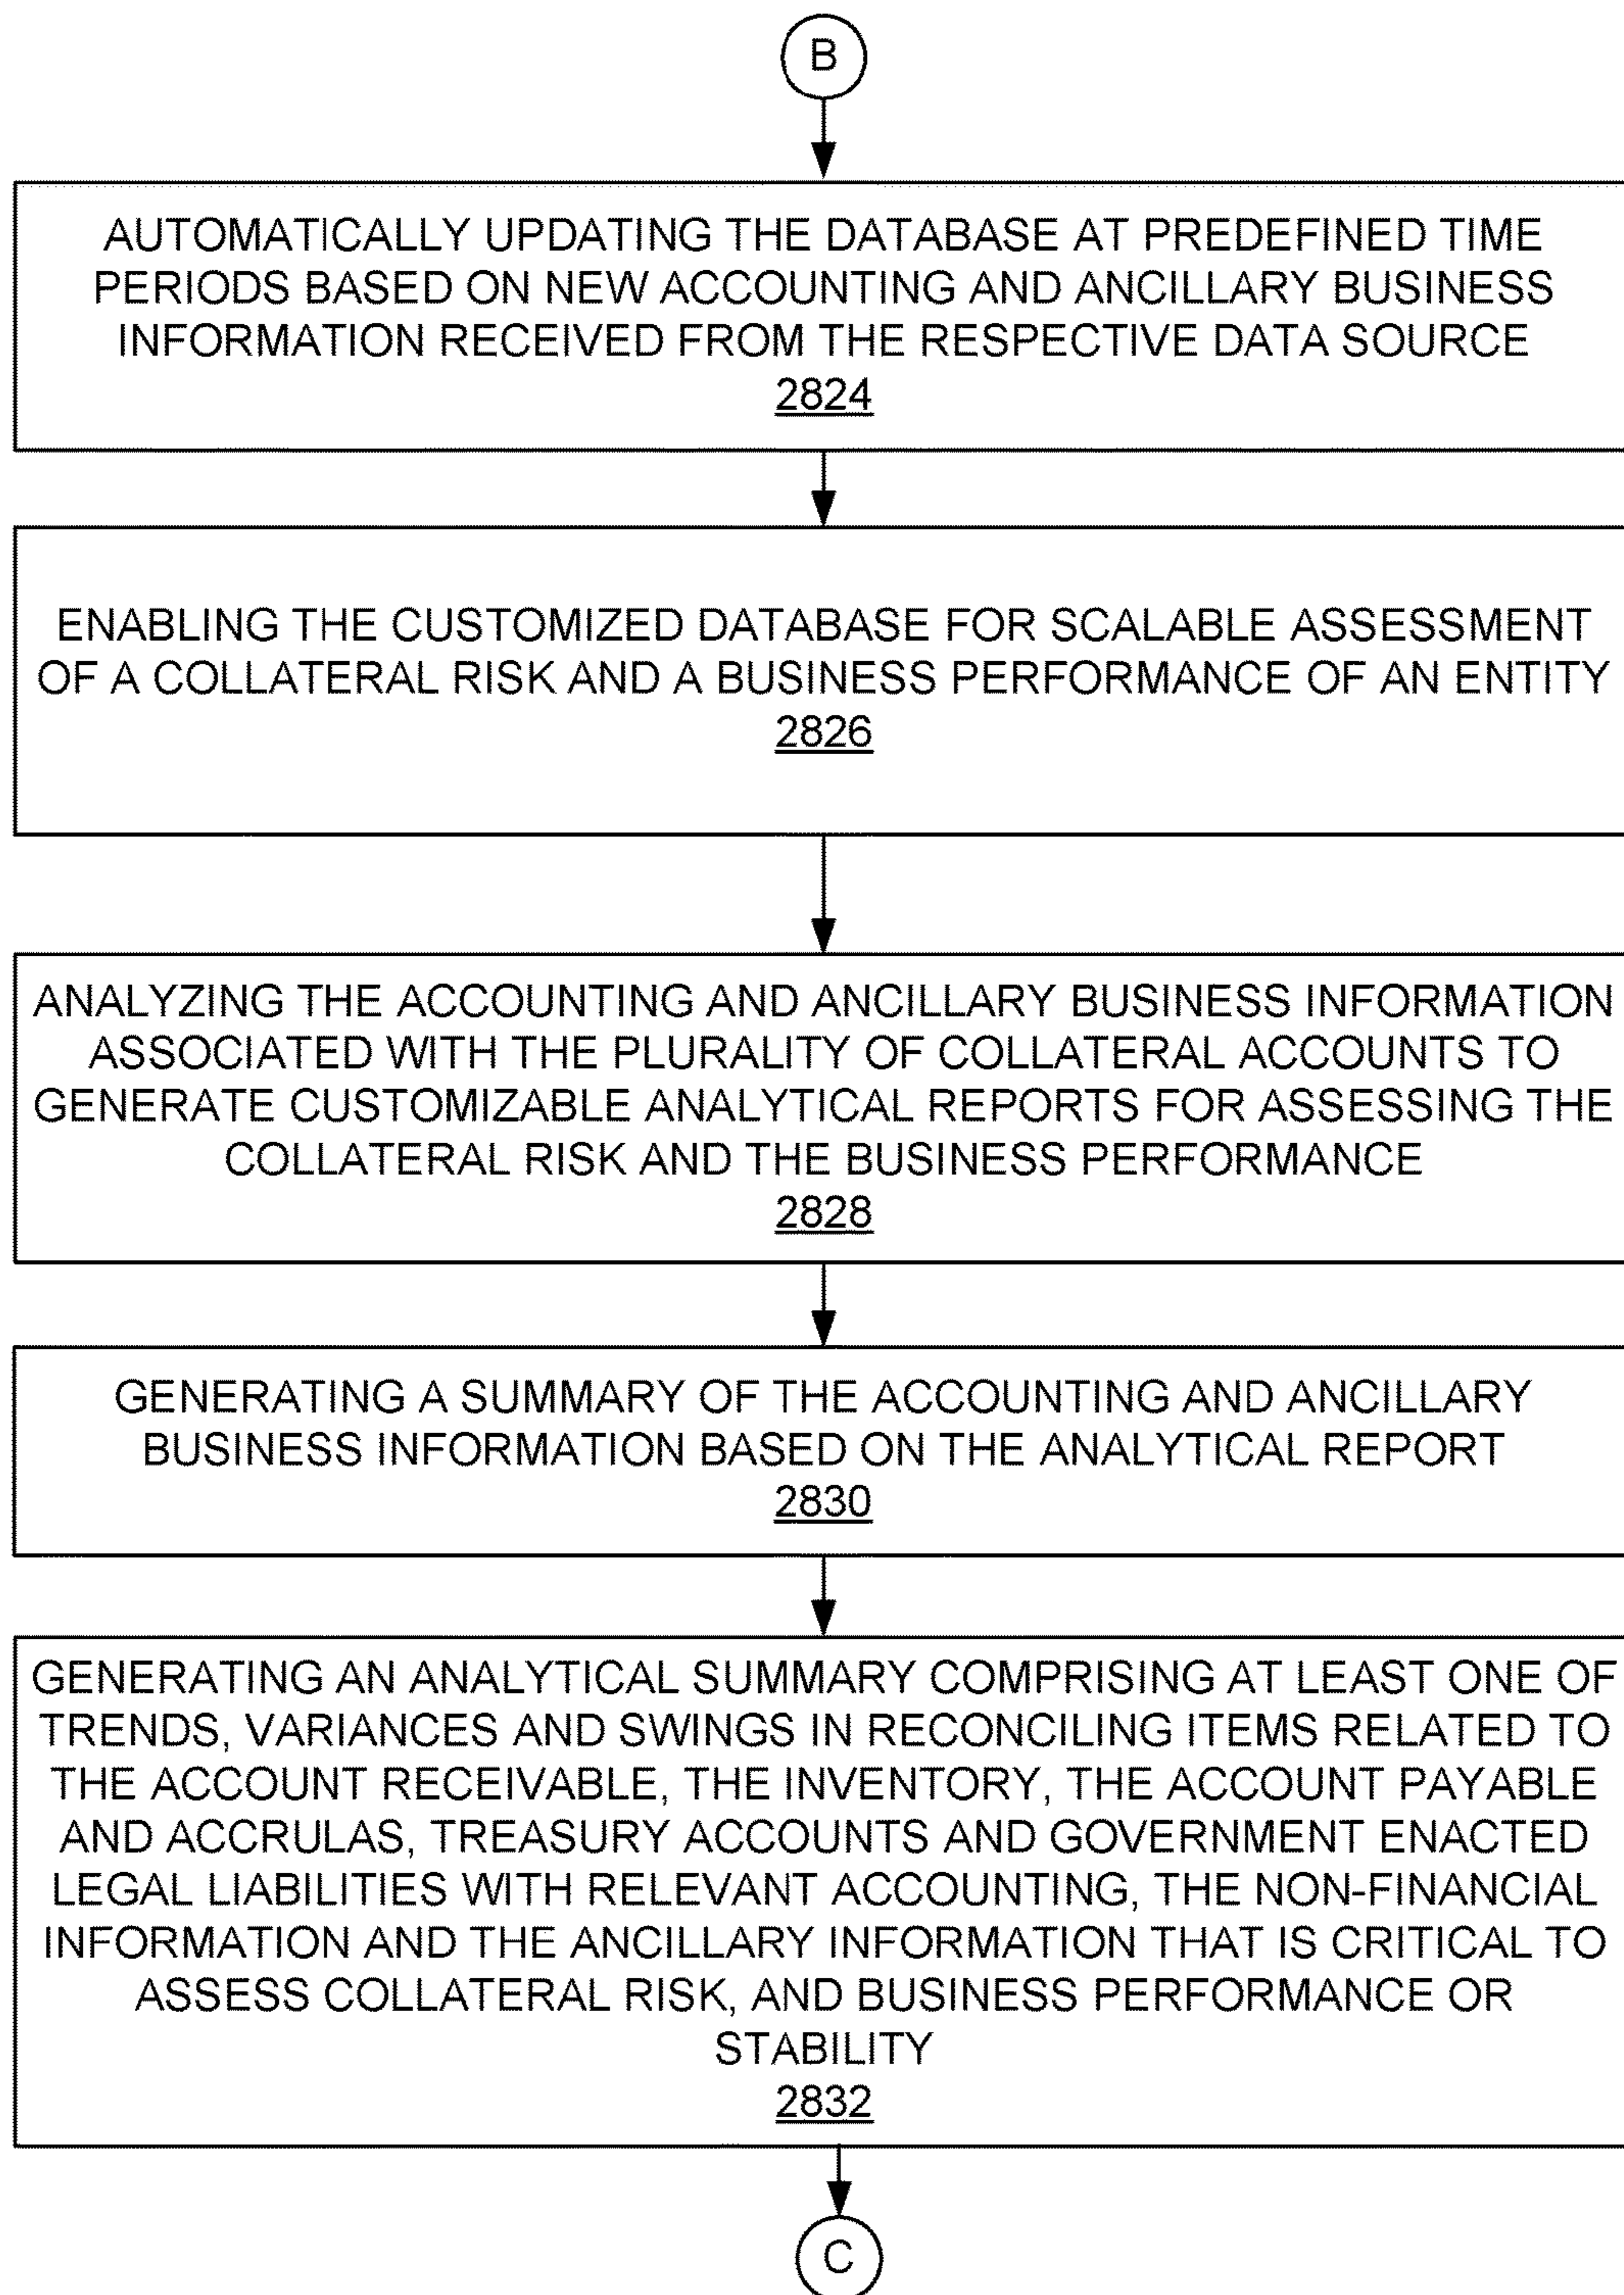 B
AUTOMATICALLY UPDATING THE DATABASE AT PREDEFINED TIME
PERIODS BASED ON NEW ACCOUNTING AND ANCILLARY BUSINESS
INFORMATION RECEIVED FROM THE RESPECTIVE DATA SOURCE
2824
ENABLING THE CUSTOMIZED DATABASE FOR SCALABLE ASSESSMENT
OF A COLLATERAL RISK AND A BUSINESS PERFORMANCE OF AN ENTITY
2826
ANALYZING THE ACCOUNTING AND ANCILLARY BUSINESS INFORMATION
ASSOCIATED WITH THE PLURALITY OF COLLATERAL ACCOUNTS TO
GENERATE CUSTOMIZABLE ANALYTICAL REPORTS FOR ASSESSING THE
COLLATERAL RISK AND THE BUSINESS PERFORMANCE
2828
GENERATING A SUMMARY OF THE ACCOUNTING AND ANCILLARY
BUSINESS INFORMATION BASED ON THE ANALYTICAL REPORT
2830
GENERATING AN ANALYTICAL SUMMARY COMPRISING AT LEAST ONE OF
TRENDS, VARIANCES AND SWINGS IN RECONCILING ITEMS RELATED TO
THE ACCOUNT RECEIVABLE, THE INVENTORY, THE ACCOUNT PAYABLE
AND ACCRULAS, TREASURY ACCOUNTS AND GOVERNMENT ENACTED
LEGAL LIABILITIES WITH RELEVANT ACCOUNTING, THE NON-FINANCIAL
INFORMATION AND THE ANCILLARY INFORMATION THAT IS CRITICAL TO
ASSESS COLLATERAL RISK, AND BUSINESS PERFORMANCE OR
STABILITY
2832
C